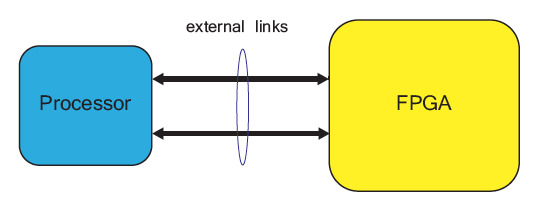 external links
Processor
FPGA